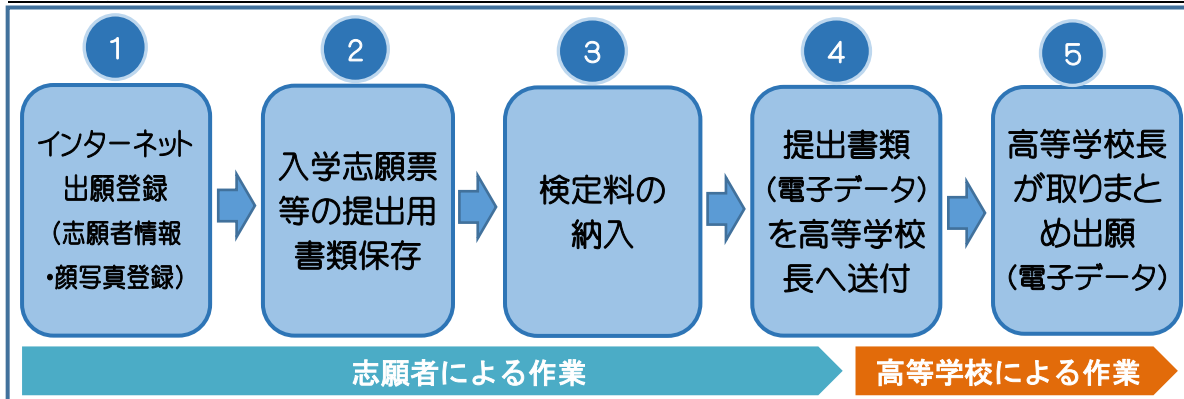 1
インターネット
出願登録
(志願者情報
・顔写真登録)
2
入学志願票
等の提出用
書類保存
3
検定料の
納入
4
提出書類
(電子データ)
を高等学校
長へ送付
5
高等学校長
が取りまと
め出願
(電子データ)
志願者による作業
高等学校による作業